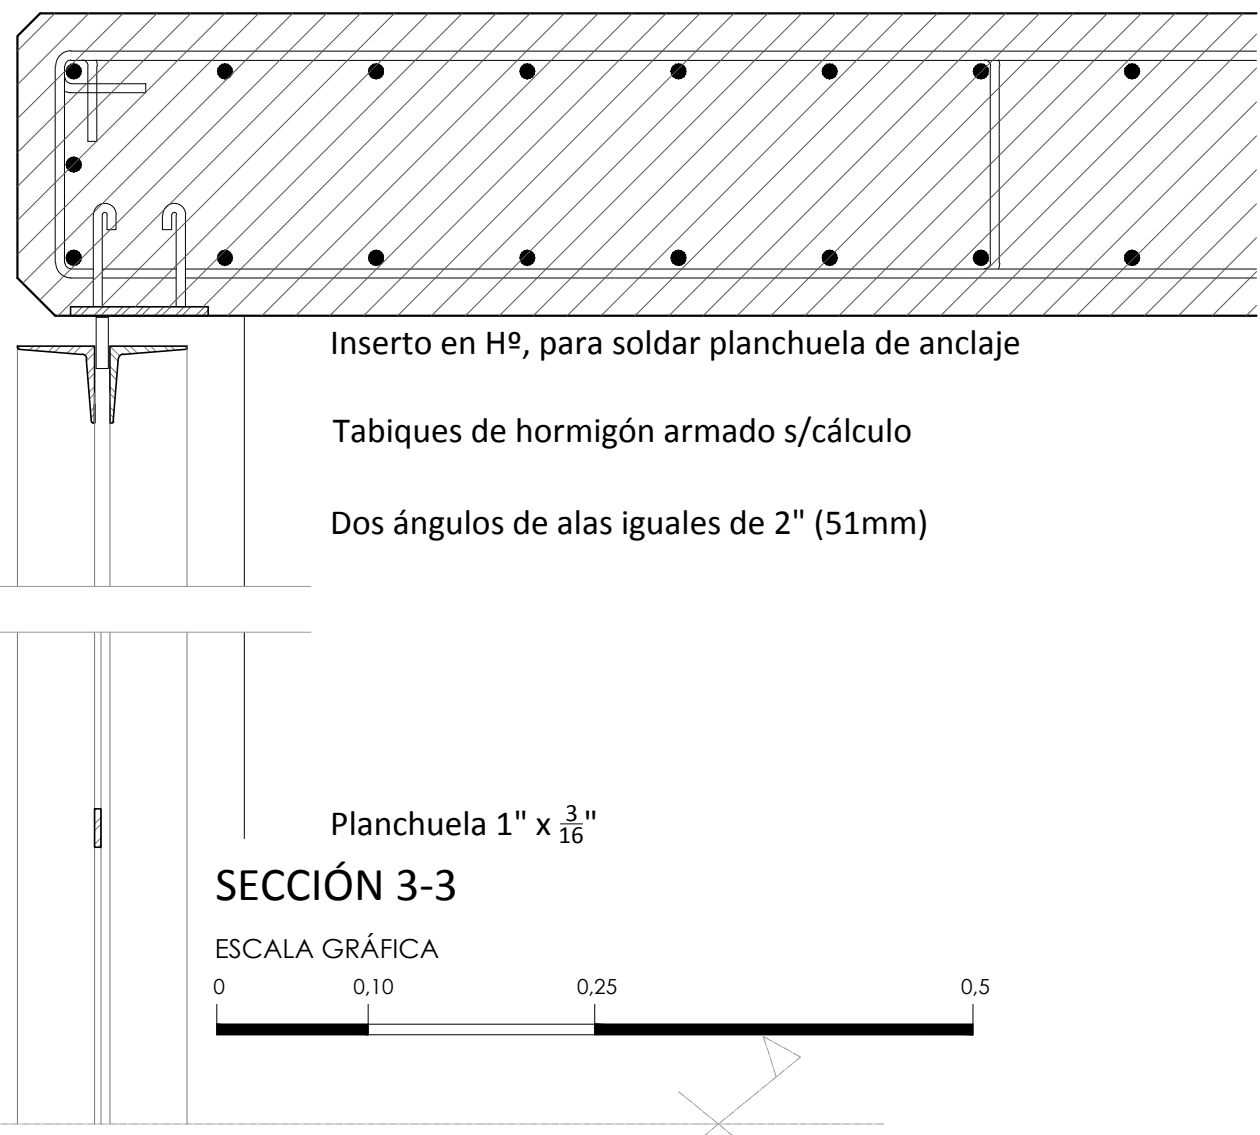 Inserto en Hº, para soldar planchuela de anclaje
Tabiques de hormigón armado s/cálculo
Dos ángulos de alas iguales de 2" (51mm)
Planchuela 1" x 3/16"
SECCIÓN 3-3
ESCALA GRÁFICA
0 0,10 0,25 0,5